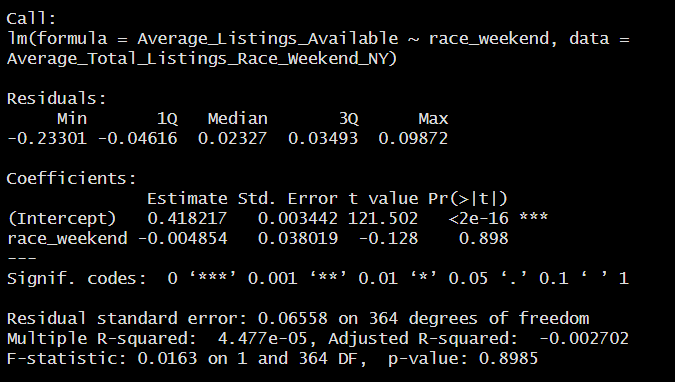 Call:
lm(formula = Average_Listings_Available ~ race_weekend, data =
Average_Total_Listings_Race_Weekend_NY)

Residuals:
     Min       1Q   Median       3Q      Max
-0.23301 -0.04616  0.02327  0.03493  0.09872

Coefficients:
              Estimate Std. Error t value Pr(>|t|)
(Intercept)   0.418217   0.003442 121.502   <2e-16 ***
race_weekend -0.004854   0.038019  -0.128    0.898
---
Signif. codes:  0 ‘***’ 0.001 ‘**’ 0.01 ‘*’ 0.05 ‘.’ 0.1 ‘ ’ 1

Residual standard error: 0.06558 on 364 degrees of freedom
Multiple R-squared:  4.477e-05, Adjusted R-squared:  -0.002702
F-statistic: 0.0163 on 1 and 364 DF,  p-value: 0.8985